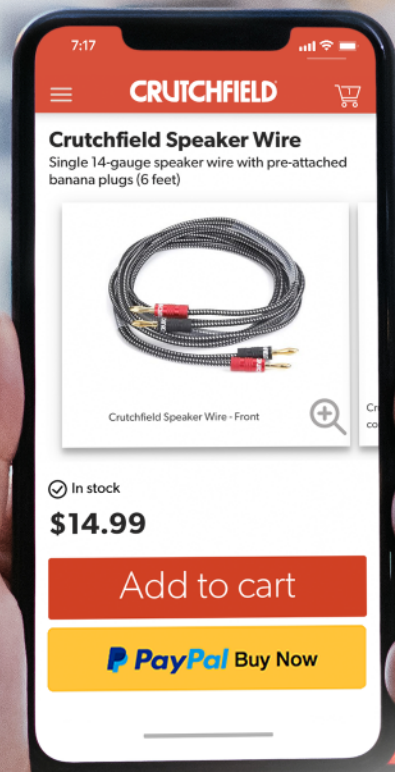 7:17
CRUTCHFIELD
1
Crutchfield Speaker Wire
Single 14-gauge speaker wire with pre-attached
banana plugs (6 feet)
Crutchfield Speaker Wire - Front
In stock
$14.99
Add to cart
PayPal Buy Now